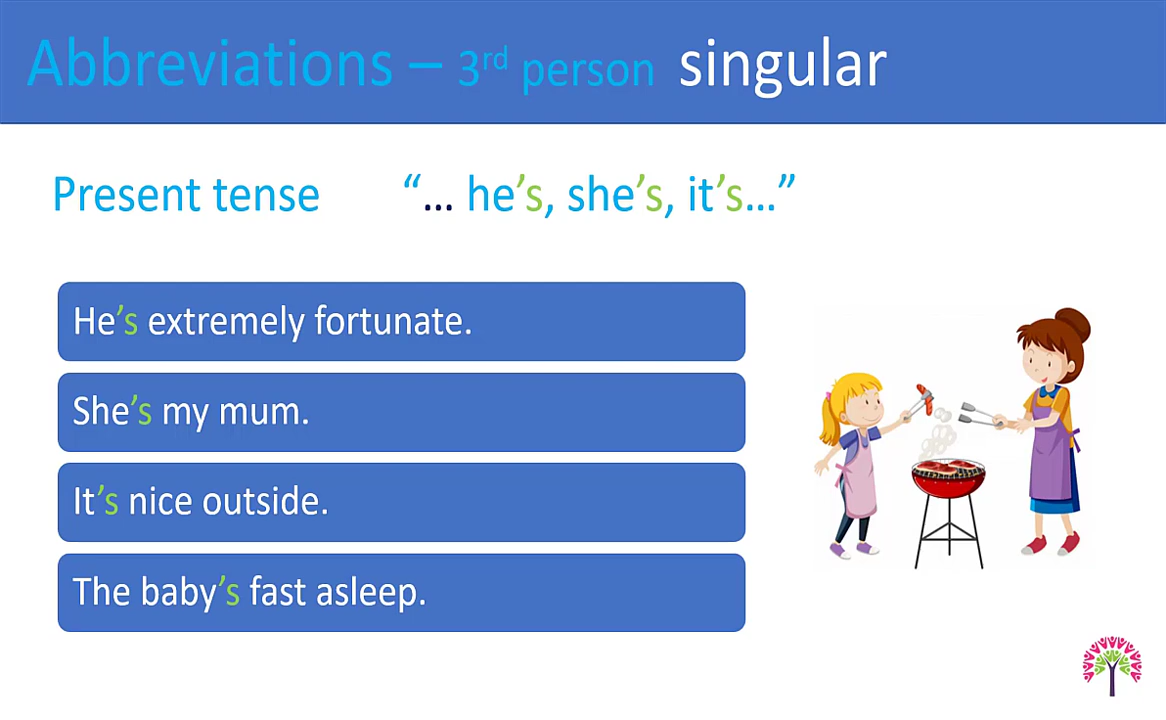 Abbreviations – 3rd person singular
Present tense “... he’s, she’s, it’s...”
He’s extremely fortunate.
She’s my mum.
It’s nice outside.
The baby’s fast asleep.